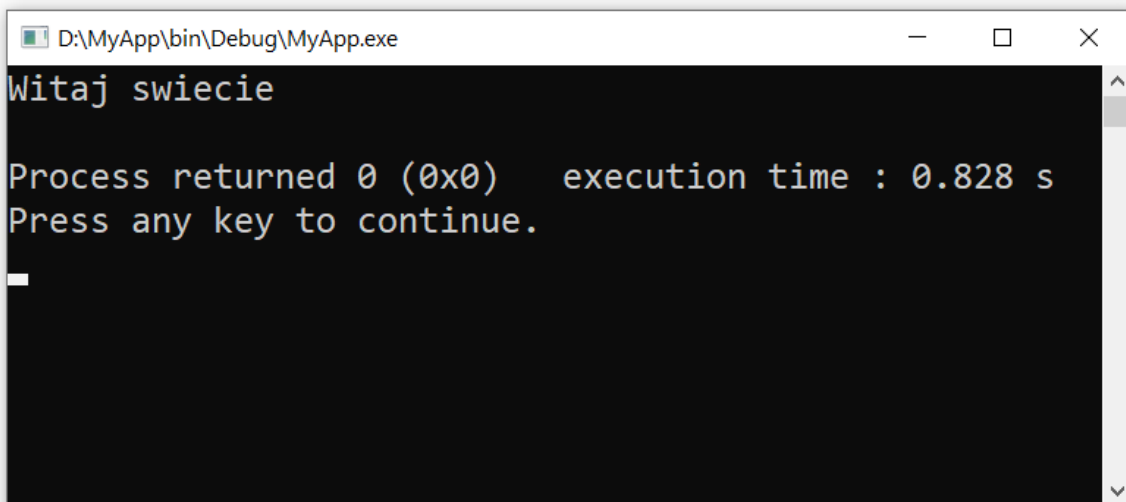 D:\MyApp\bin\Debug\MyApp.exe
Witaj swiecie
Process returned 0 (0x0)   execution time : 0.828 s
Press any key to continue.